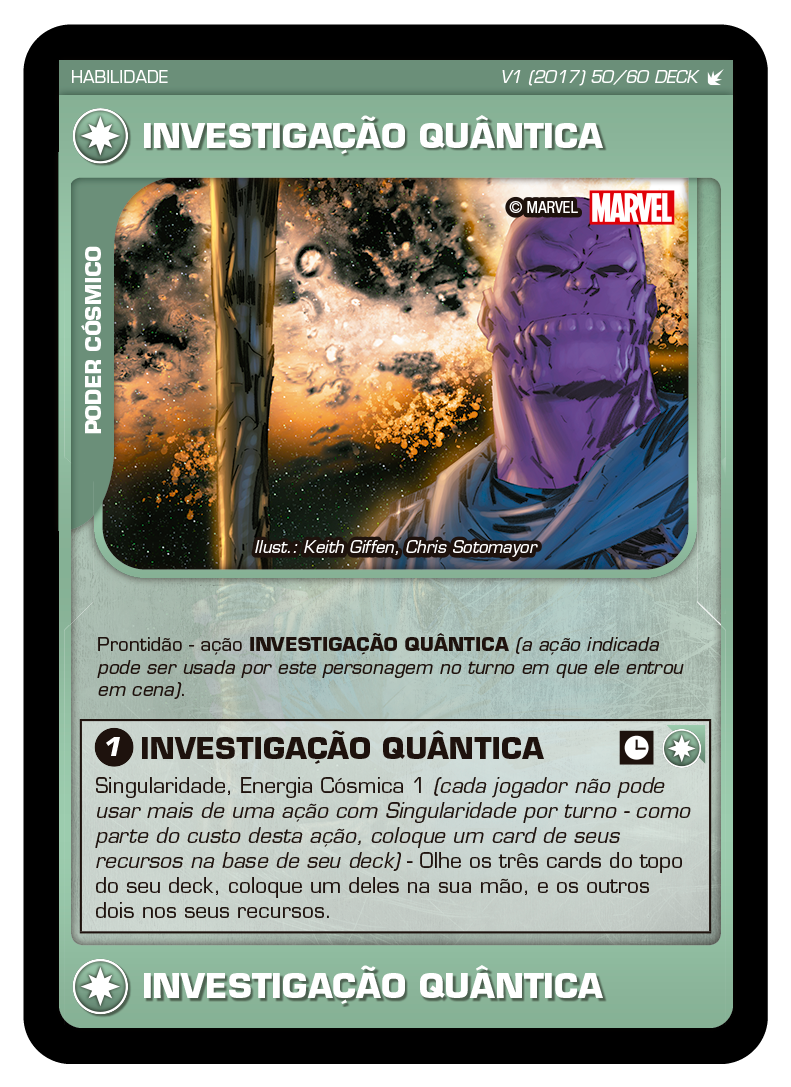 HABILIDADE
V1 (2017) 50/60 DECK
INVESTIGAÇÃO QUÂNTICA
© MARVEL
MARVEL
PODER CÓSMICO
Ilust.: Keith Giffen, Chris Sotomayor
Prontidão - ação INVESTIGAÇÃO QUÂNTICA (a ação indicada
pode ser usada por este personagem no turno em que ele entrou
em cena).
1 INVESTIGAÇÃO QUÂNTICA
Singularidade, Energia Cósmica 1 (cada jogador não pode
usar mais de uma ação com Singularidade por turno - como
parte do custo desta ação, coloque um card de seus
recursos na base de seu deck) - Olhe os três cards do topo
do seu deck, coloque um deles na sua mão, e os outros
dois nos seus recursos.
INVESTIGAÇÃO QUÂNTICA